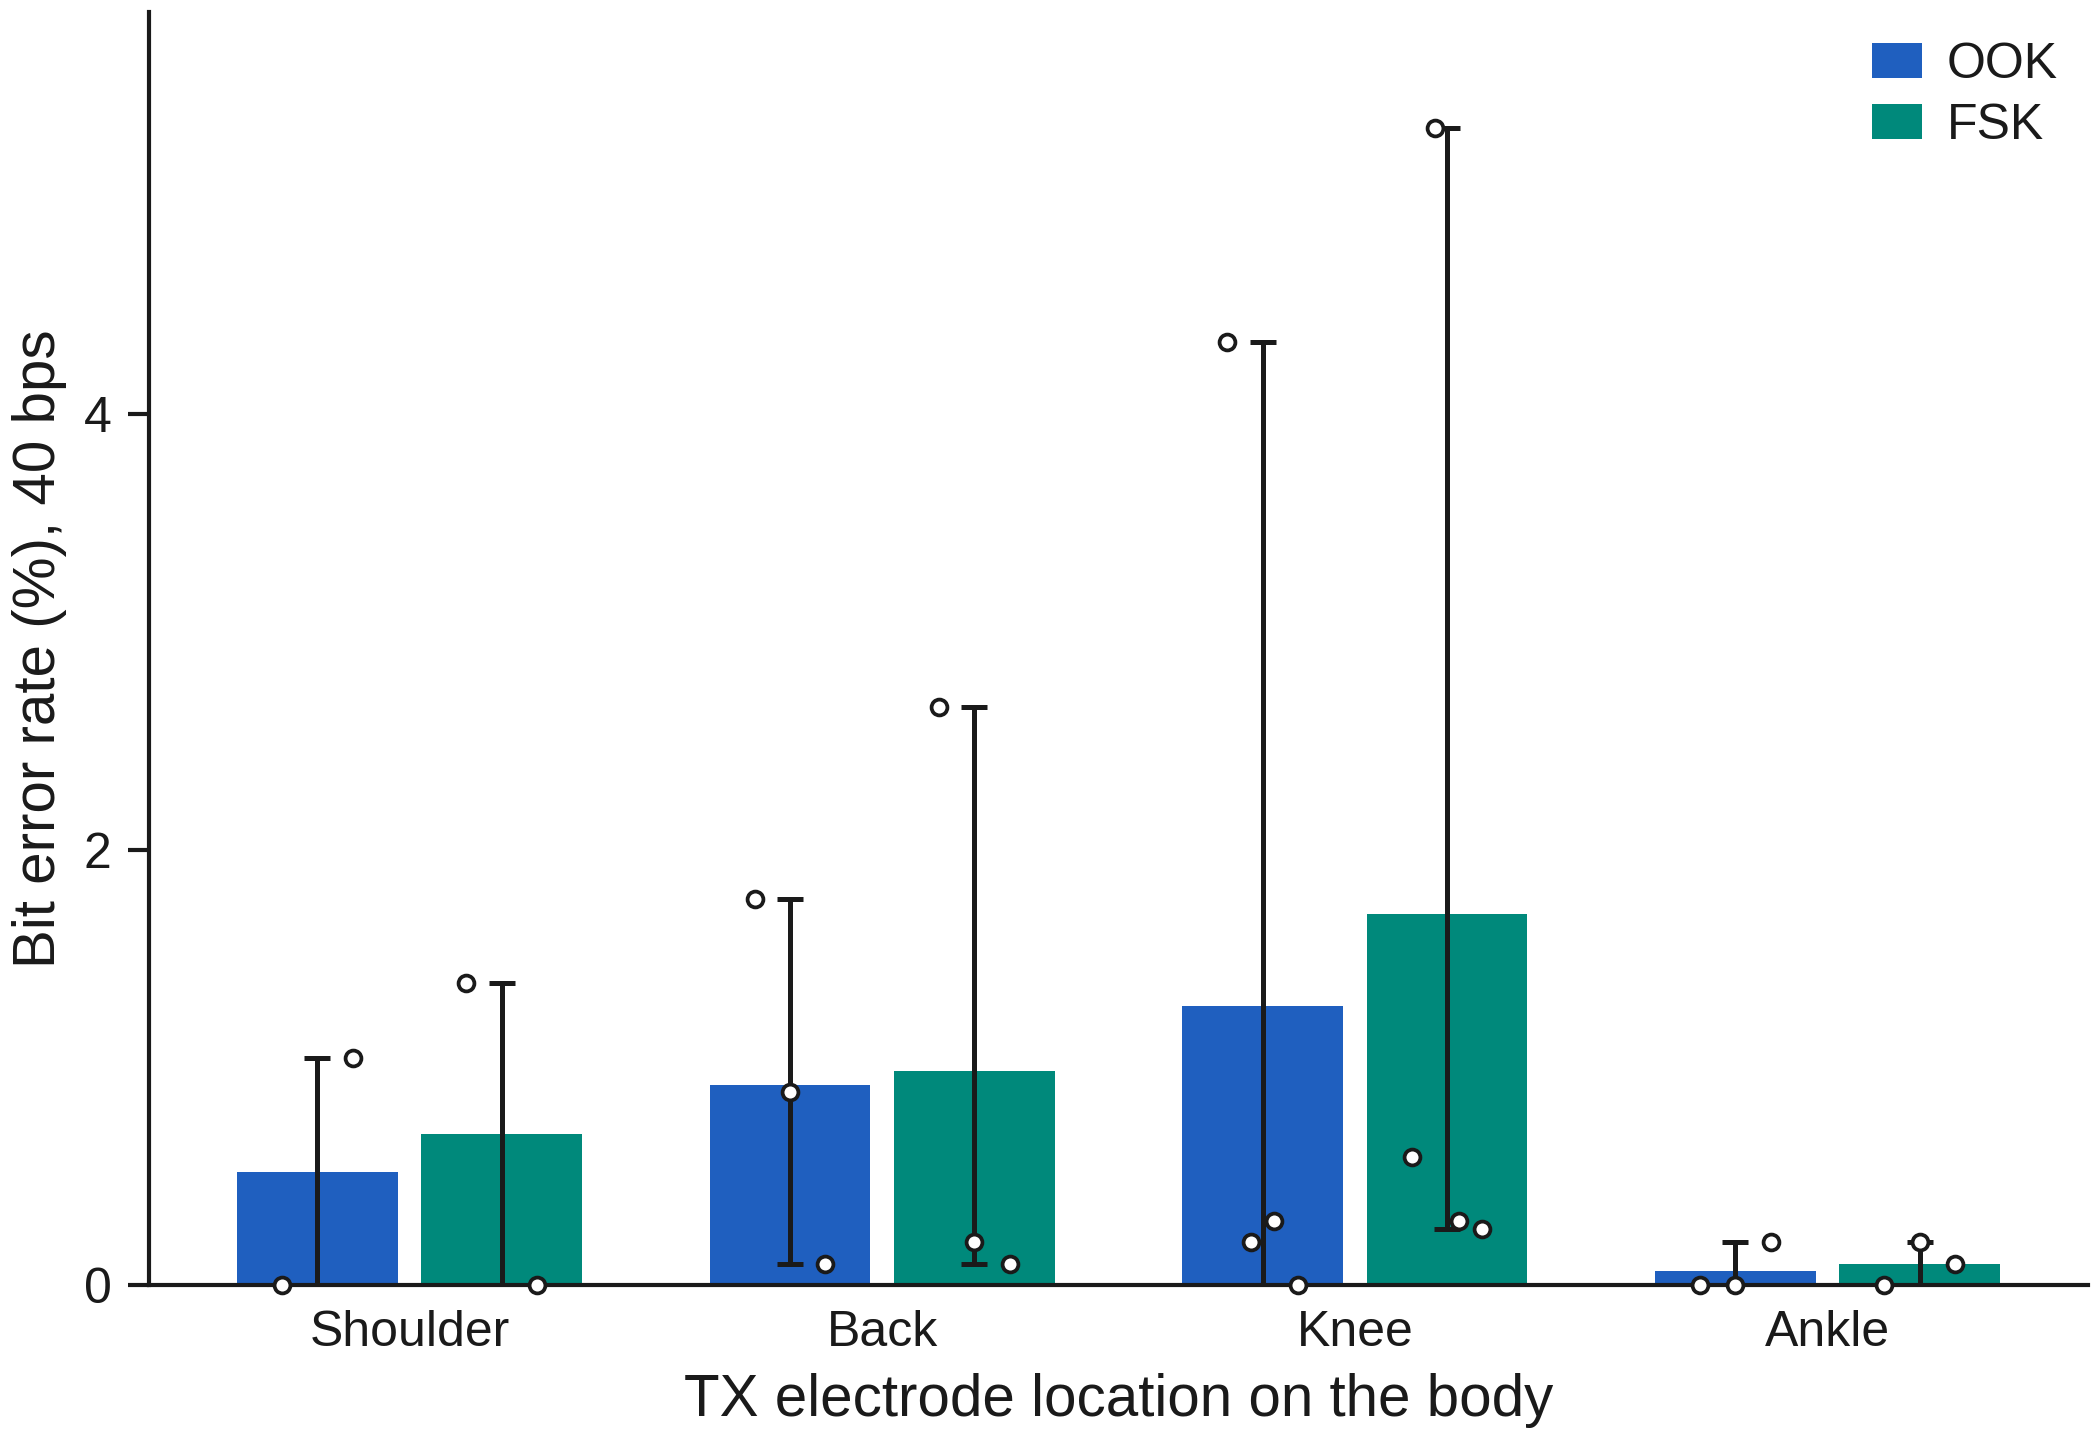 OOK
FSK
Bit error rate (%), 40 bps
4
2
0
Shoulder Back Knee Ankle
TX electrode location on the body